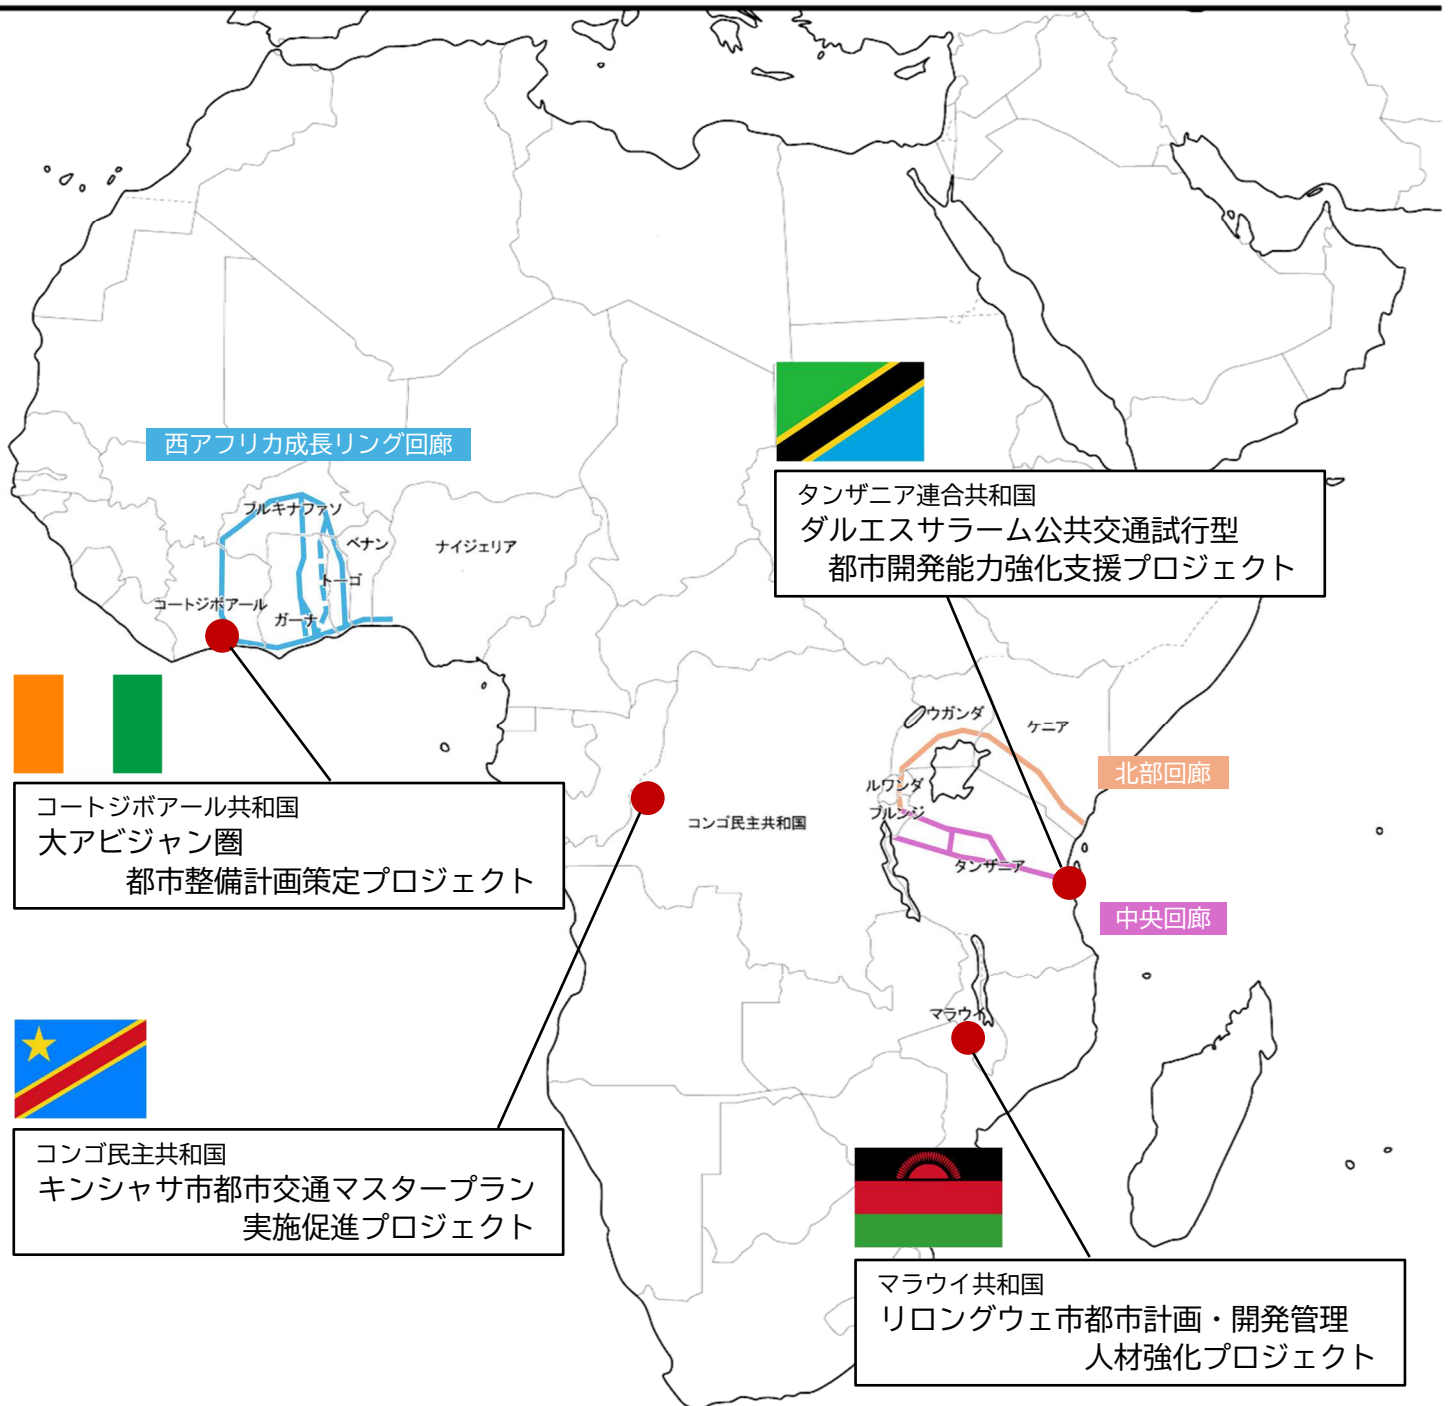 西アフリカ成長リング回廊
ブルキナファソ
ベナン
ナイジェリア
トーゴ
コートジボアール
ガーナ
タンザニア連合共和国
ダルエスサラーム公共交通試行型
都市開発能力強化支援プロジェクト
コートジボアール共和国
大アビジャン圏
都市整備計画策定プロジェクト
ウガンダ
ケニア
北部回廊
ルワンダ
ブルンジ
コンゴ民主共和国
タンザニア
中央回廊
マラウイ
コンゴ民主共和国
キンシャサ市都市交通マスタープラン
実施促進プロジェクト
マラウイ共和国
リロングウェ市都市計画・開発管理
人材強化プロジェクト